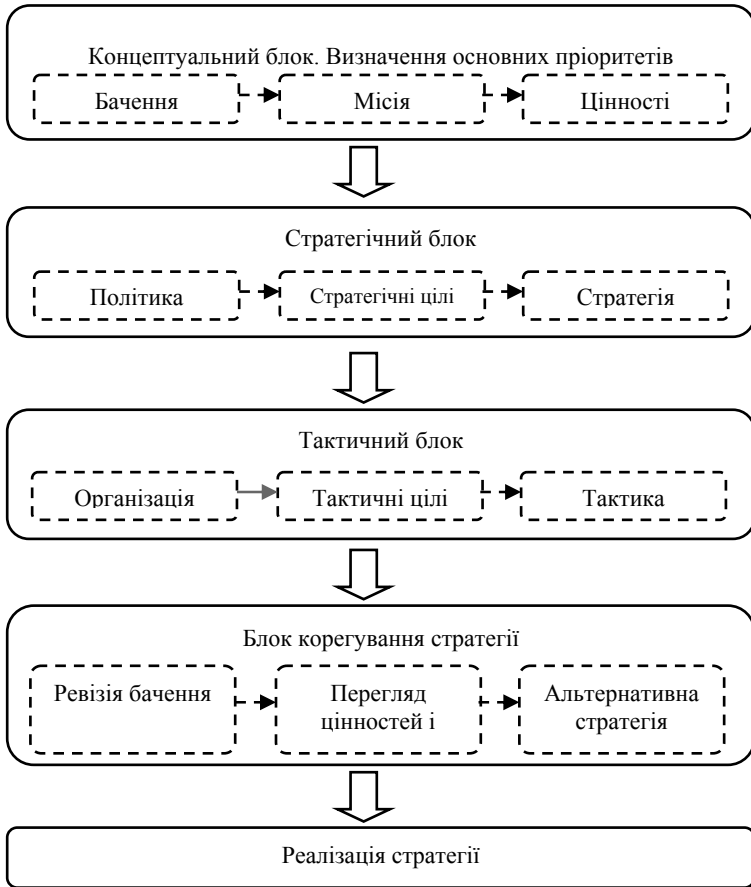 Концептуальний блок. Визначення основних пріоритетів
Бачення
Місія
Цінності
Стратегічний блок
Політика
Стратегічні цілі
Стратегія
Тактичний блок
Організація
Тактичні цілі
Тактика
Блок корегування стратегії
Ревізія бачення
Перегляд
цінностей і
Альтернативна
стратегія
Реалізація стратегії